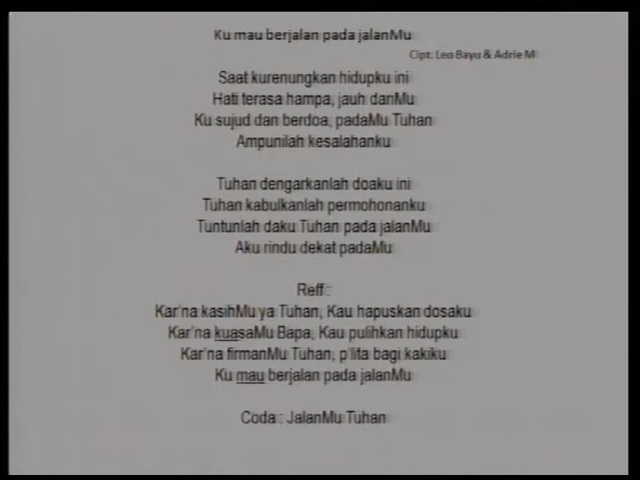 Ku mau berjalan pada jalanMu
Cipt: Leo Bayu & Adrie M
Saat kurenungkan hidupku ini
Hati terasa hampa, jauh dariMu
Ku sujud dan berdoa, padaMu Tuhan
Ampunilah kesalahanku
Tuhan dengarkanlah doaku ini
Tuhan kabulkanlah permohonanku
Tuntunlah daku Tuhan pada jalanMu
Aku rindu dekat padaMu
Reff :
Kar'na kasihMu ya Tuhan, Kau hapuskan dosaku
Kar'na kuasaMu Bapa, Kau pulihkan hidupku
Kar'na firmanMu Tuhan, p'lita bagi kakiku
Ku mau berjalan pada jalanMu
Coda : JalanMu Tuhan